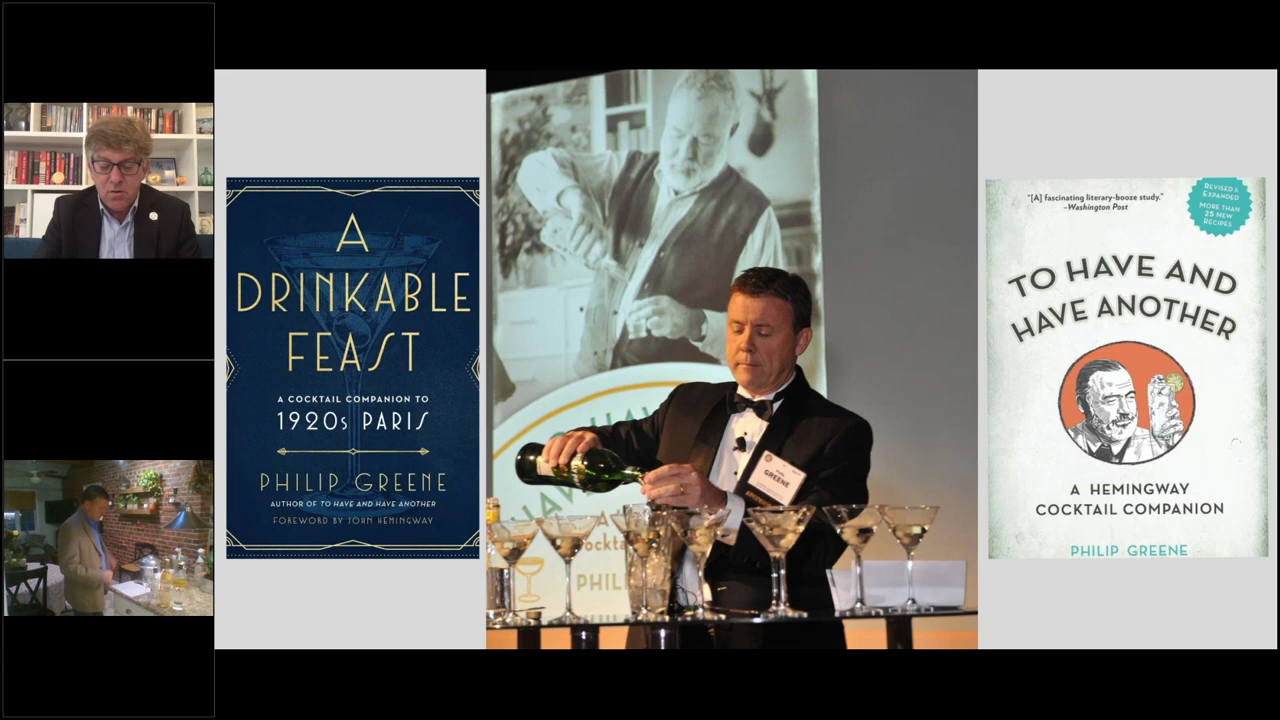 A
DRINKABLE
FEAST
A COCKTAIL COMPANION TO
1920s PARIS
PHILIP GREENE
AUTHOR OF TO HAVE AND HAVE ANOTHER
FOREWORD BY JOHN HEMINGWAY
GREENE
PHIL
"[A] fascinating literary-booze study."
–Washington Post
REVISED &
EXPANDED
MORE THAN
25 NEW
RECIPES
TO HAVE AND
HAVE ANOTHER
A HEMINGWAY
COCKTAIL COMPANION
PHILIP GREENE